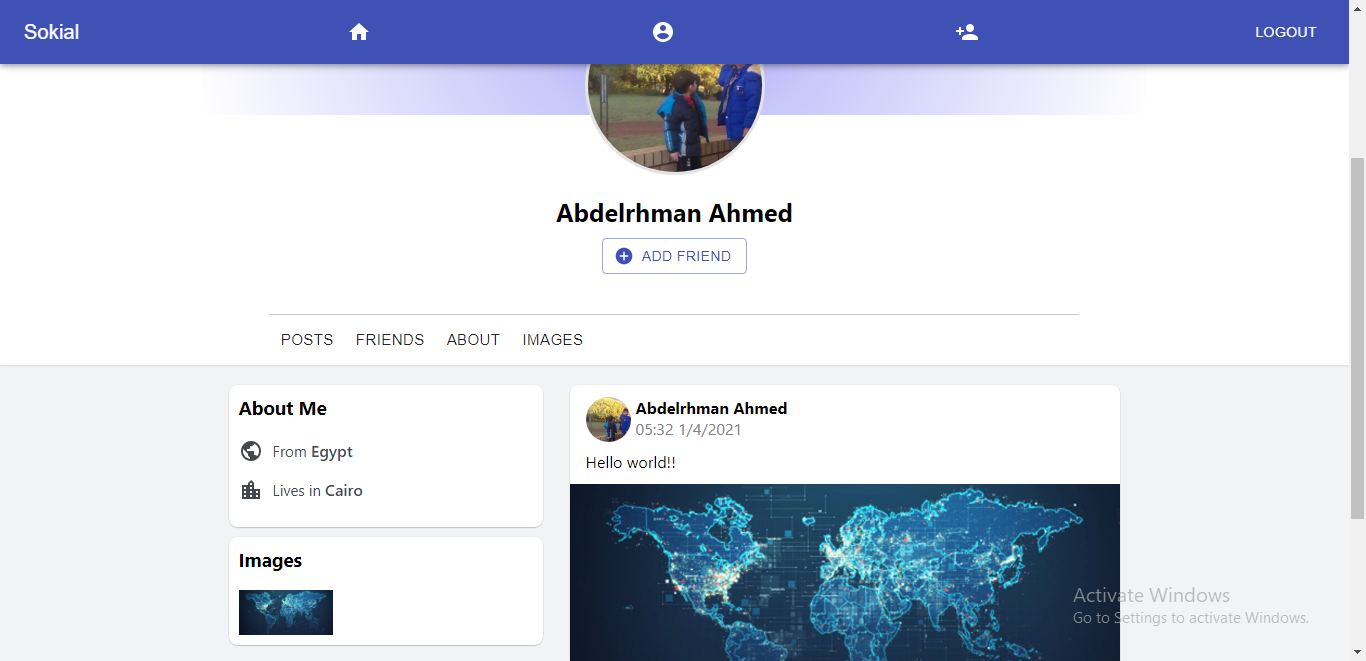 Sokial
LOGOUT
Abdelrhman Ahmed
ADD FRIEND
POSTS FRIENDS ABOUT IMAGES
About Me
From Egypt
Lives in Cairo
Images
Abdelrhman Ahmed
05:32 1/4/2021
Hello world!!
Activate Windows
Go to Settings to activate Windows.